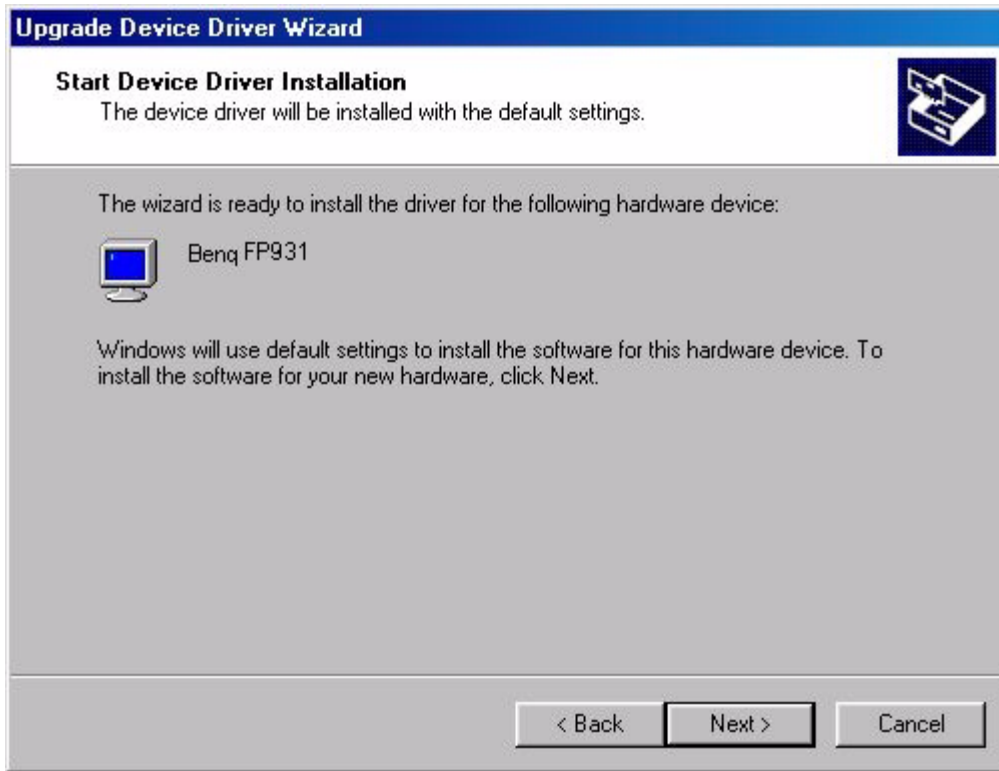 Upgrade Device Driver Wizard
Start Device Driver Installation
The device driver will be installed with the default settings.
The wizard is ready to install the driver for the following hardware device:
Benq FP931
Windows will use default settings to install the software for this hardware device. To
install the software for your new hardware, click Next.
< Back Next > Cancel